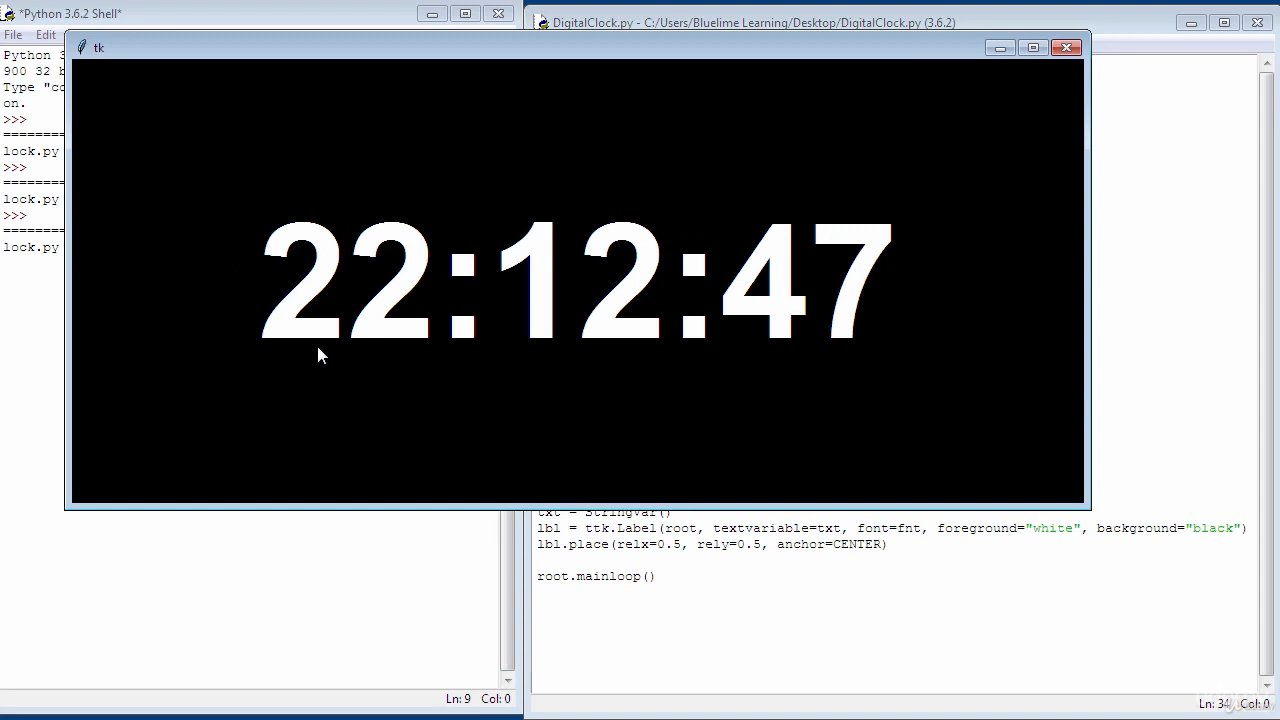 *Python 3.6.2 Shell*
File Edit
Python 3
900 32 b
Type "co
on.
>>>
lock.py
>>>
lock.py
>>>
lock.py
Ln: 9 Col: 0
DigitalClock.py - C:/Users/Bluelime Learning/Desktop/DigitalClock.py (3.6.2)
tk
22:12:47
txt = StringVar()
lbl = ttk.Label(root, textvariable=txt, font=fnt, foreground="white", background="black")
lbl.place(relx=0.5, rely=0.5, anchor=CENTER)
root.mainloop()
Ln: 34 Col: 0